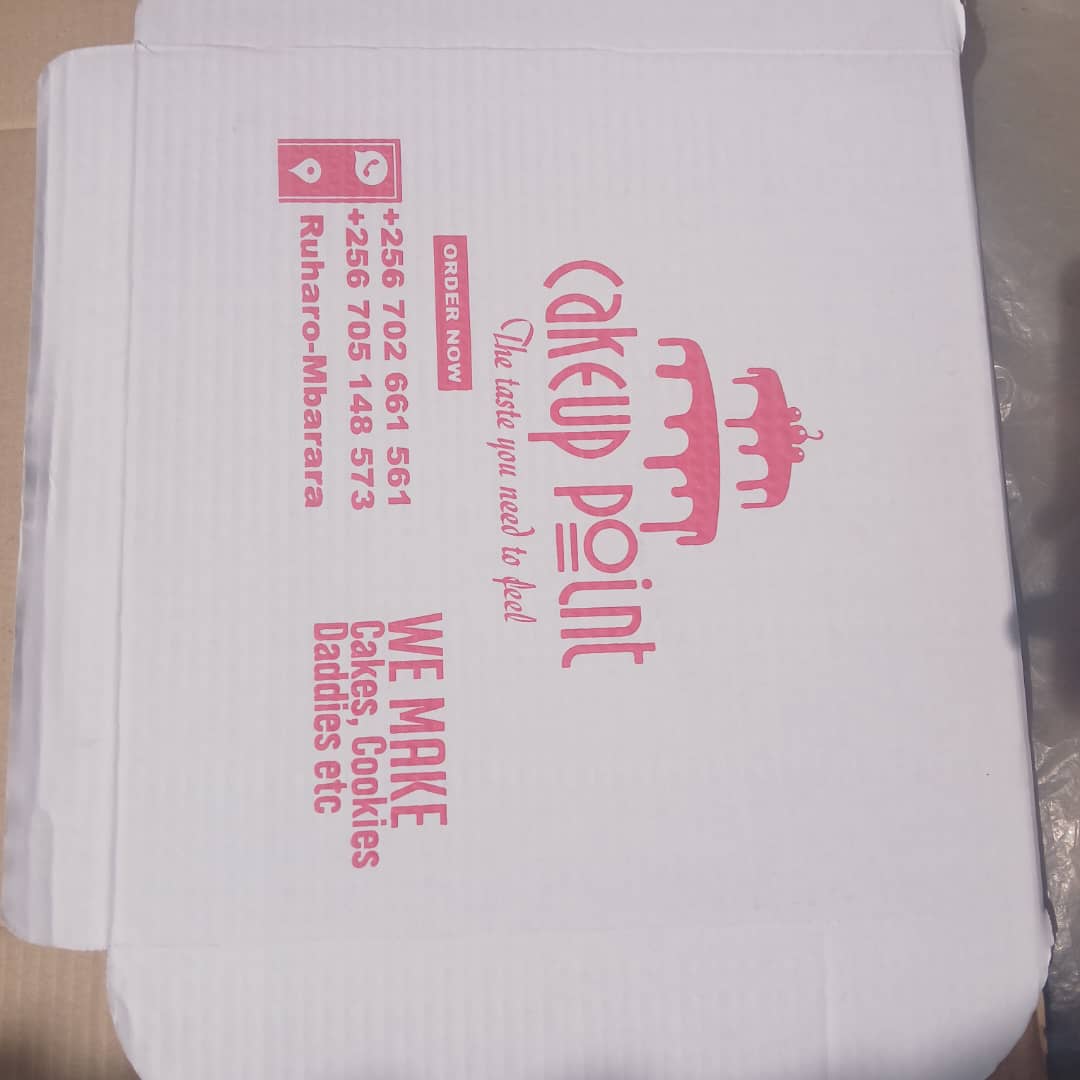 cakeup point
The taste you need to feel
ORDER NOW
+256 702 661 561
+256 705 148 573
Ruharo-Mbarara
WE MAKE
Cakes, Cookies
Daddies etc